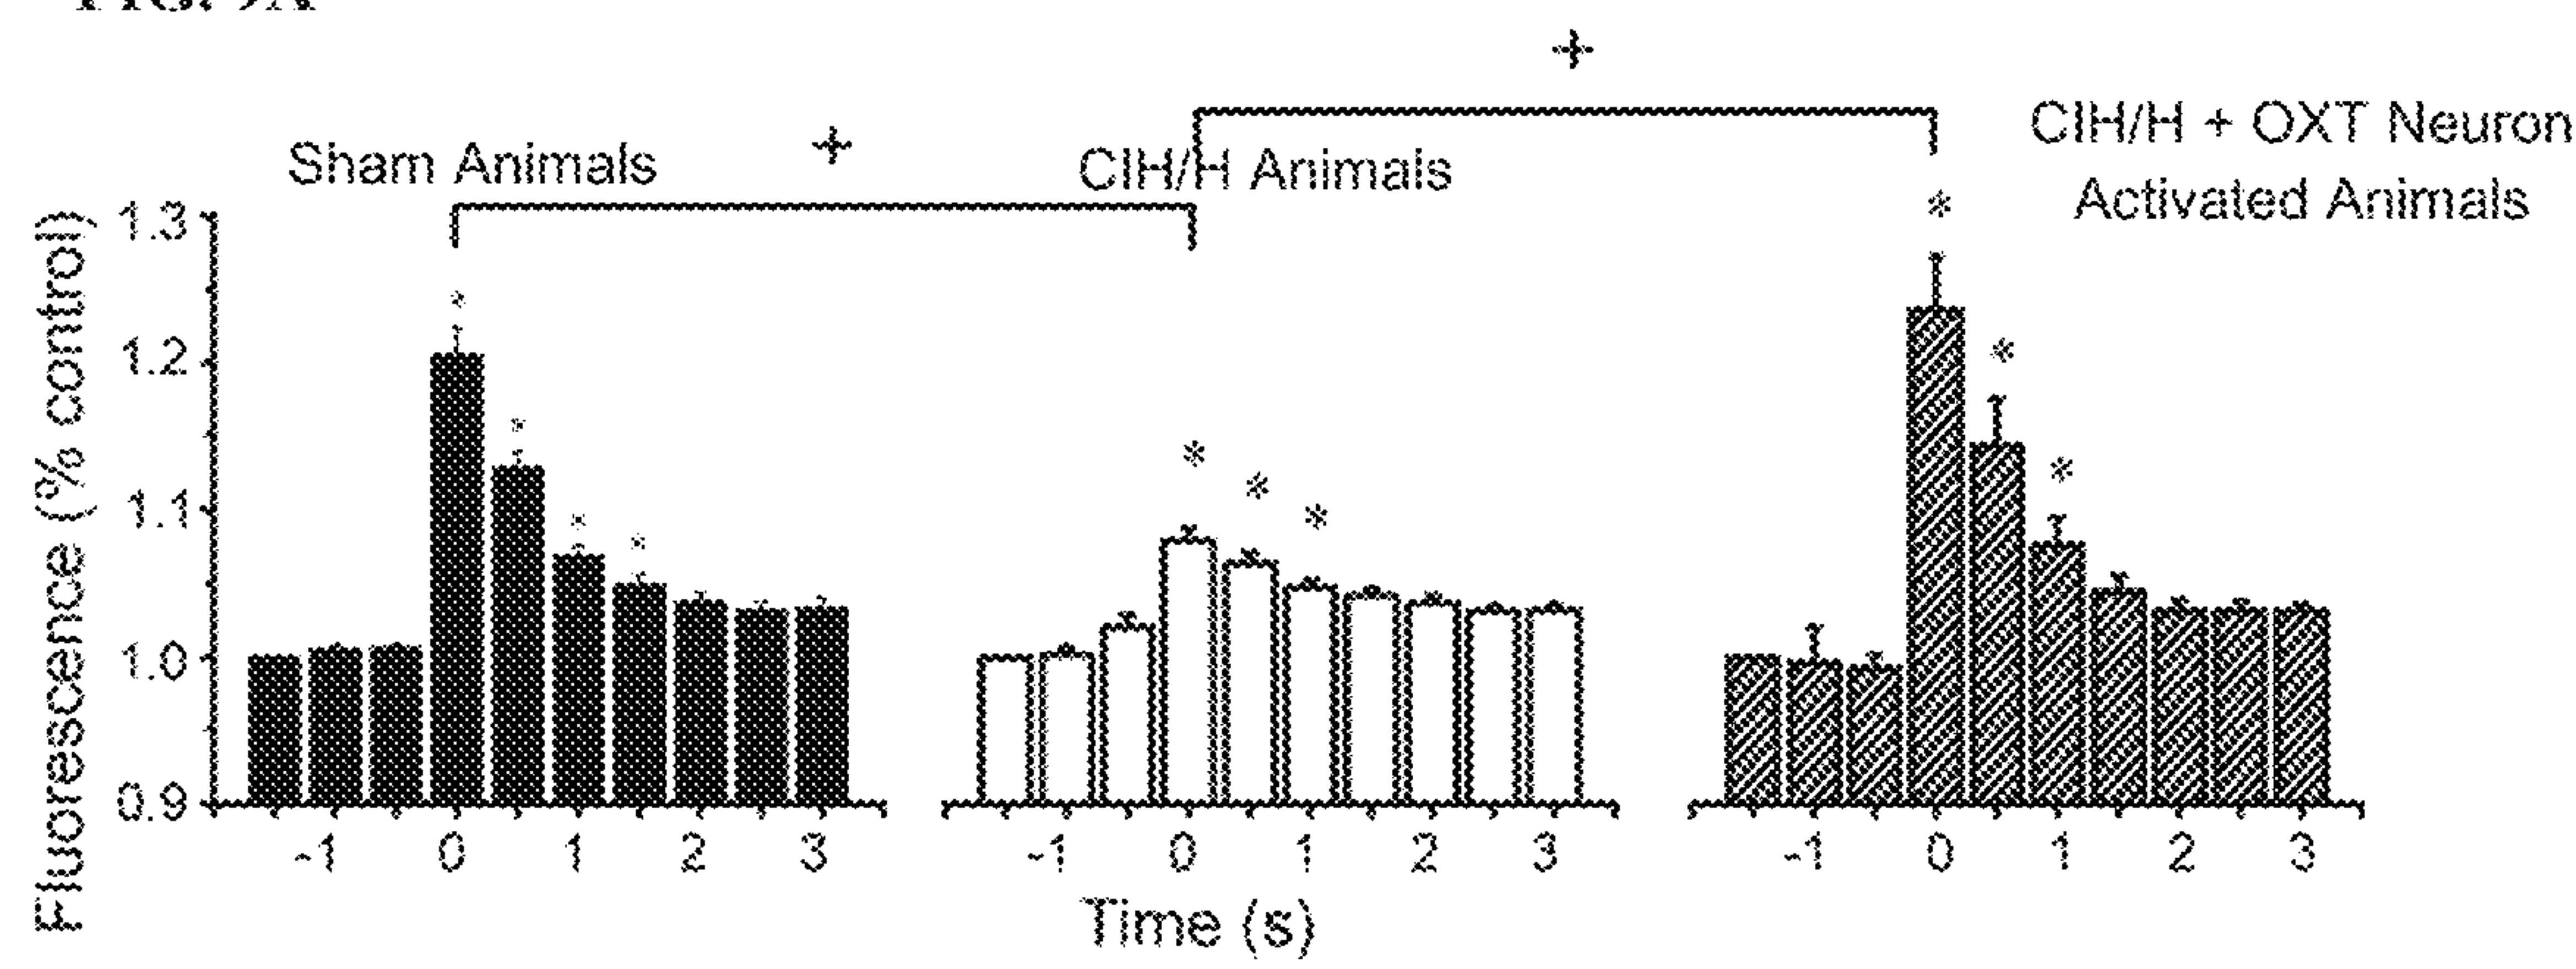 +
Sham Animals + CIH/H Animals CIH/H + OXT Neuron
Activated Animals
* * * *
* * *
* * *
Fluorescence (% control)
1.3
1.2
1.1
1.0
0.9
-1 0 1 2 3 -1 0 1 2 3 -1 0 1 2 3
Time (s)